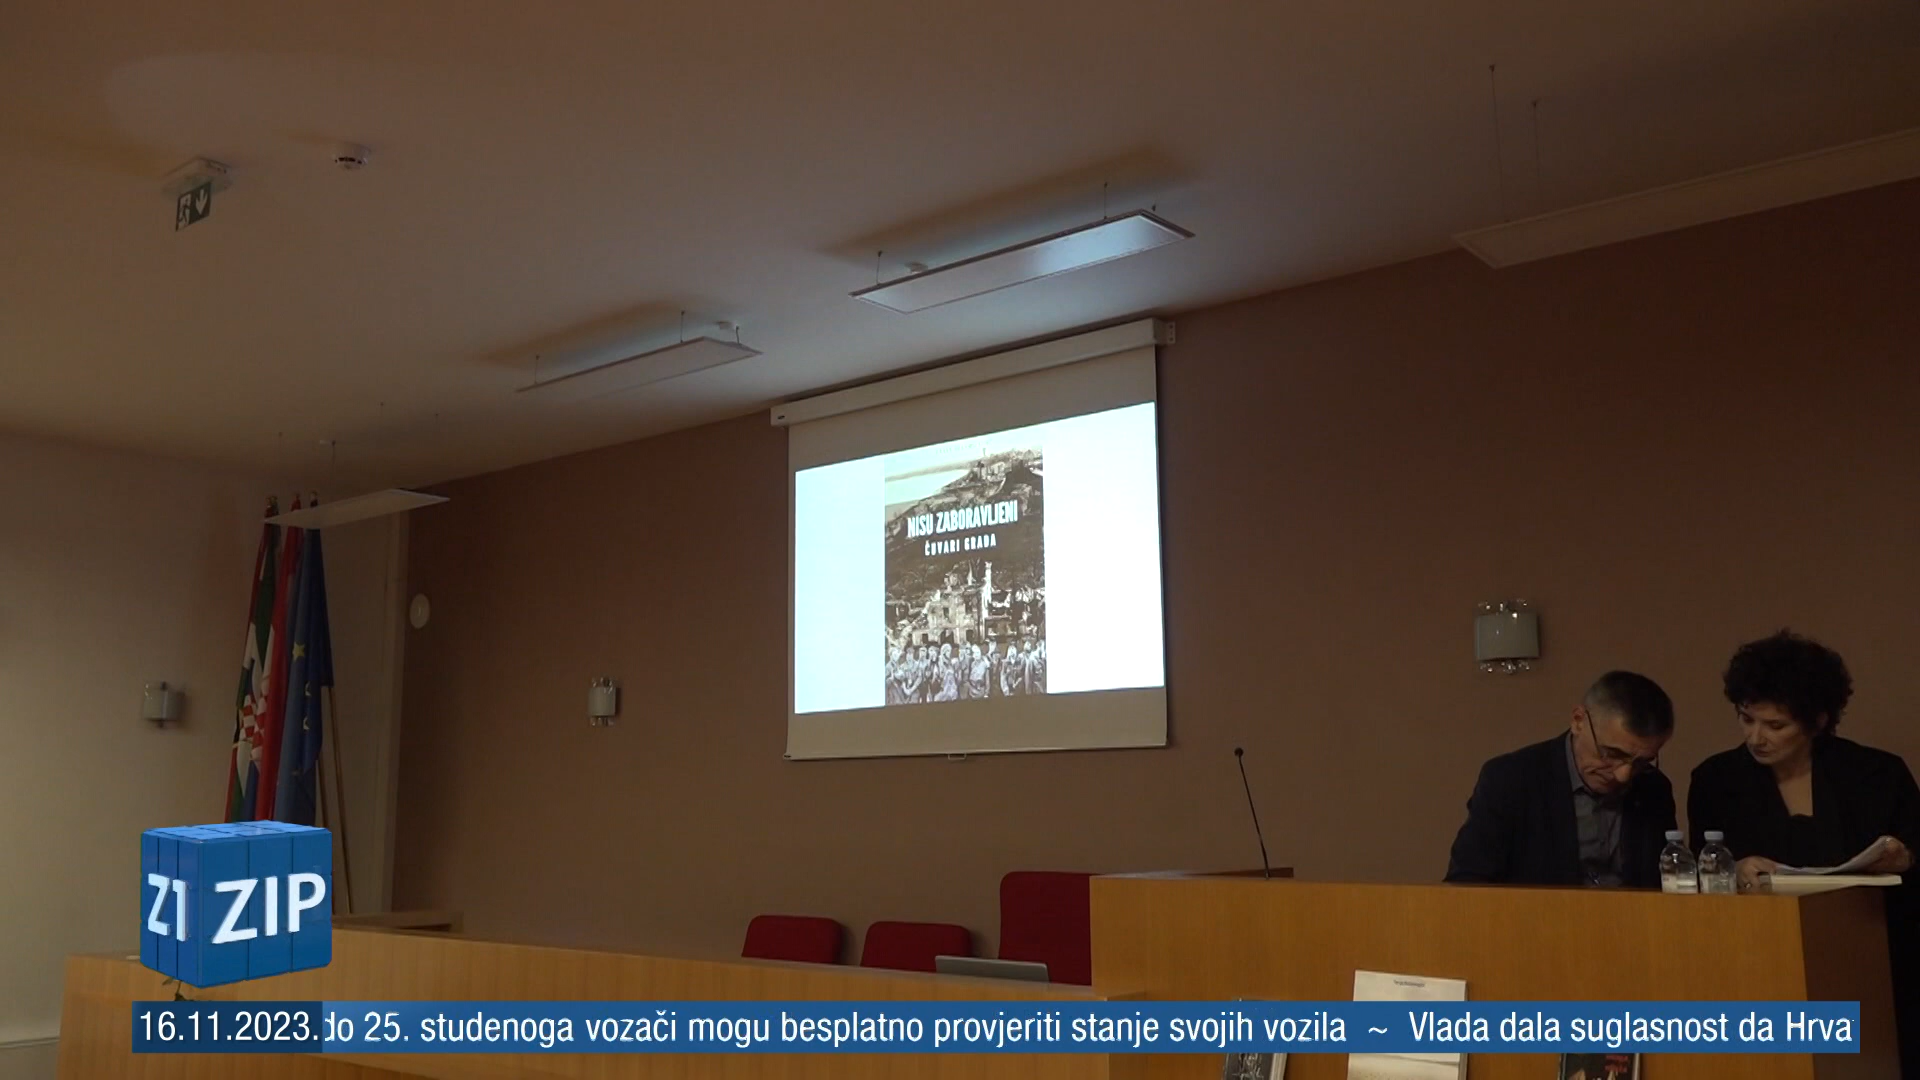 NISU ZABORAVLJENI
ČUVARI GRADA
Z1 ZIP
16.11.2023. do 25. studenoga vozači mogu besplatno provjeriti stanje svojih vozila ~ Vlada dala suglasnost da Hrva